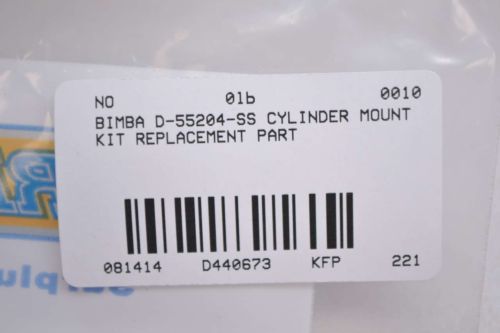 NO 01b 0010
BIMBA D-55204-SS CYLINDER MOUNT
KIT REPLACEMENT PART
081414 D440673 KFP 221